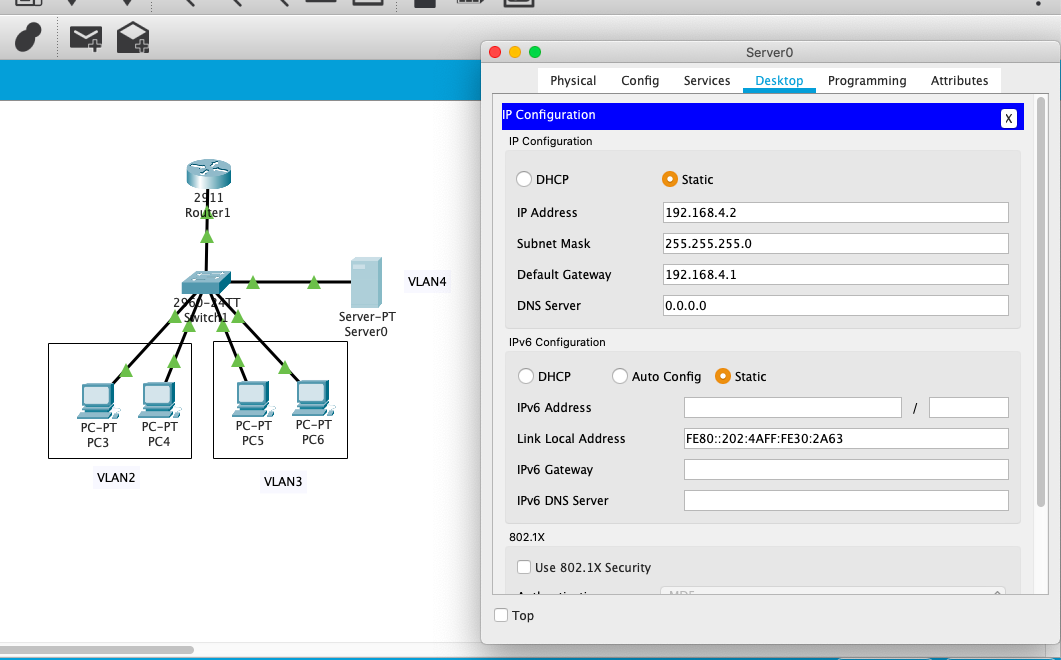 Server0
Physical Config Services Desktop Programming Attributes
IP Configuration X
IP Configuration
DHCP Static
IP Address 192.168.4.2
Subnet Mask 255.255.255.0
Default Gateway 192.168.4.1
DNS Server 0.0.0.0
IPv6 Configuration
DHCP Auto Config Static
IPv6 Address /
Link Local Address FE80::202:4AFF:FE30:2A63
IPv6 Gateway
IPv6 DNS Server
802.1X
Use 802.1X Security
Authentication MD5
Top
2911
Router1
2960-24TT
Switch1
Server-PT
Server0
VLAN4
PC-PT
PC3
PC-PT
PC4
PC-PT
PC5
PC-PT
PC6
VLAN2
VLAN3